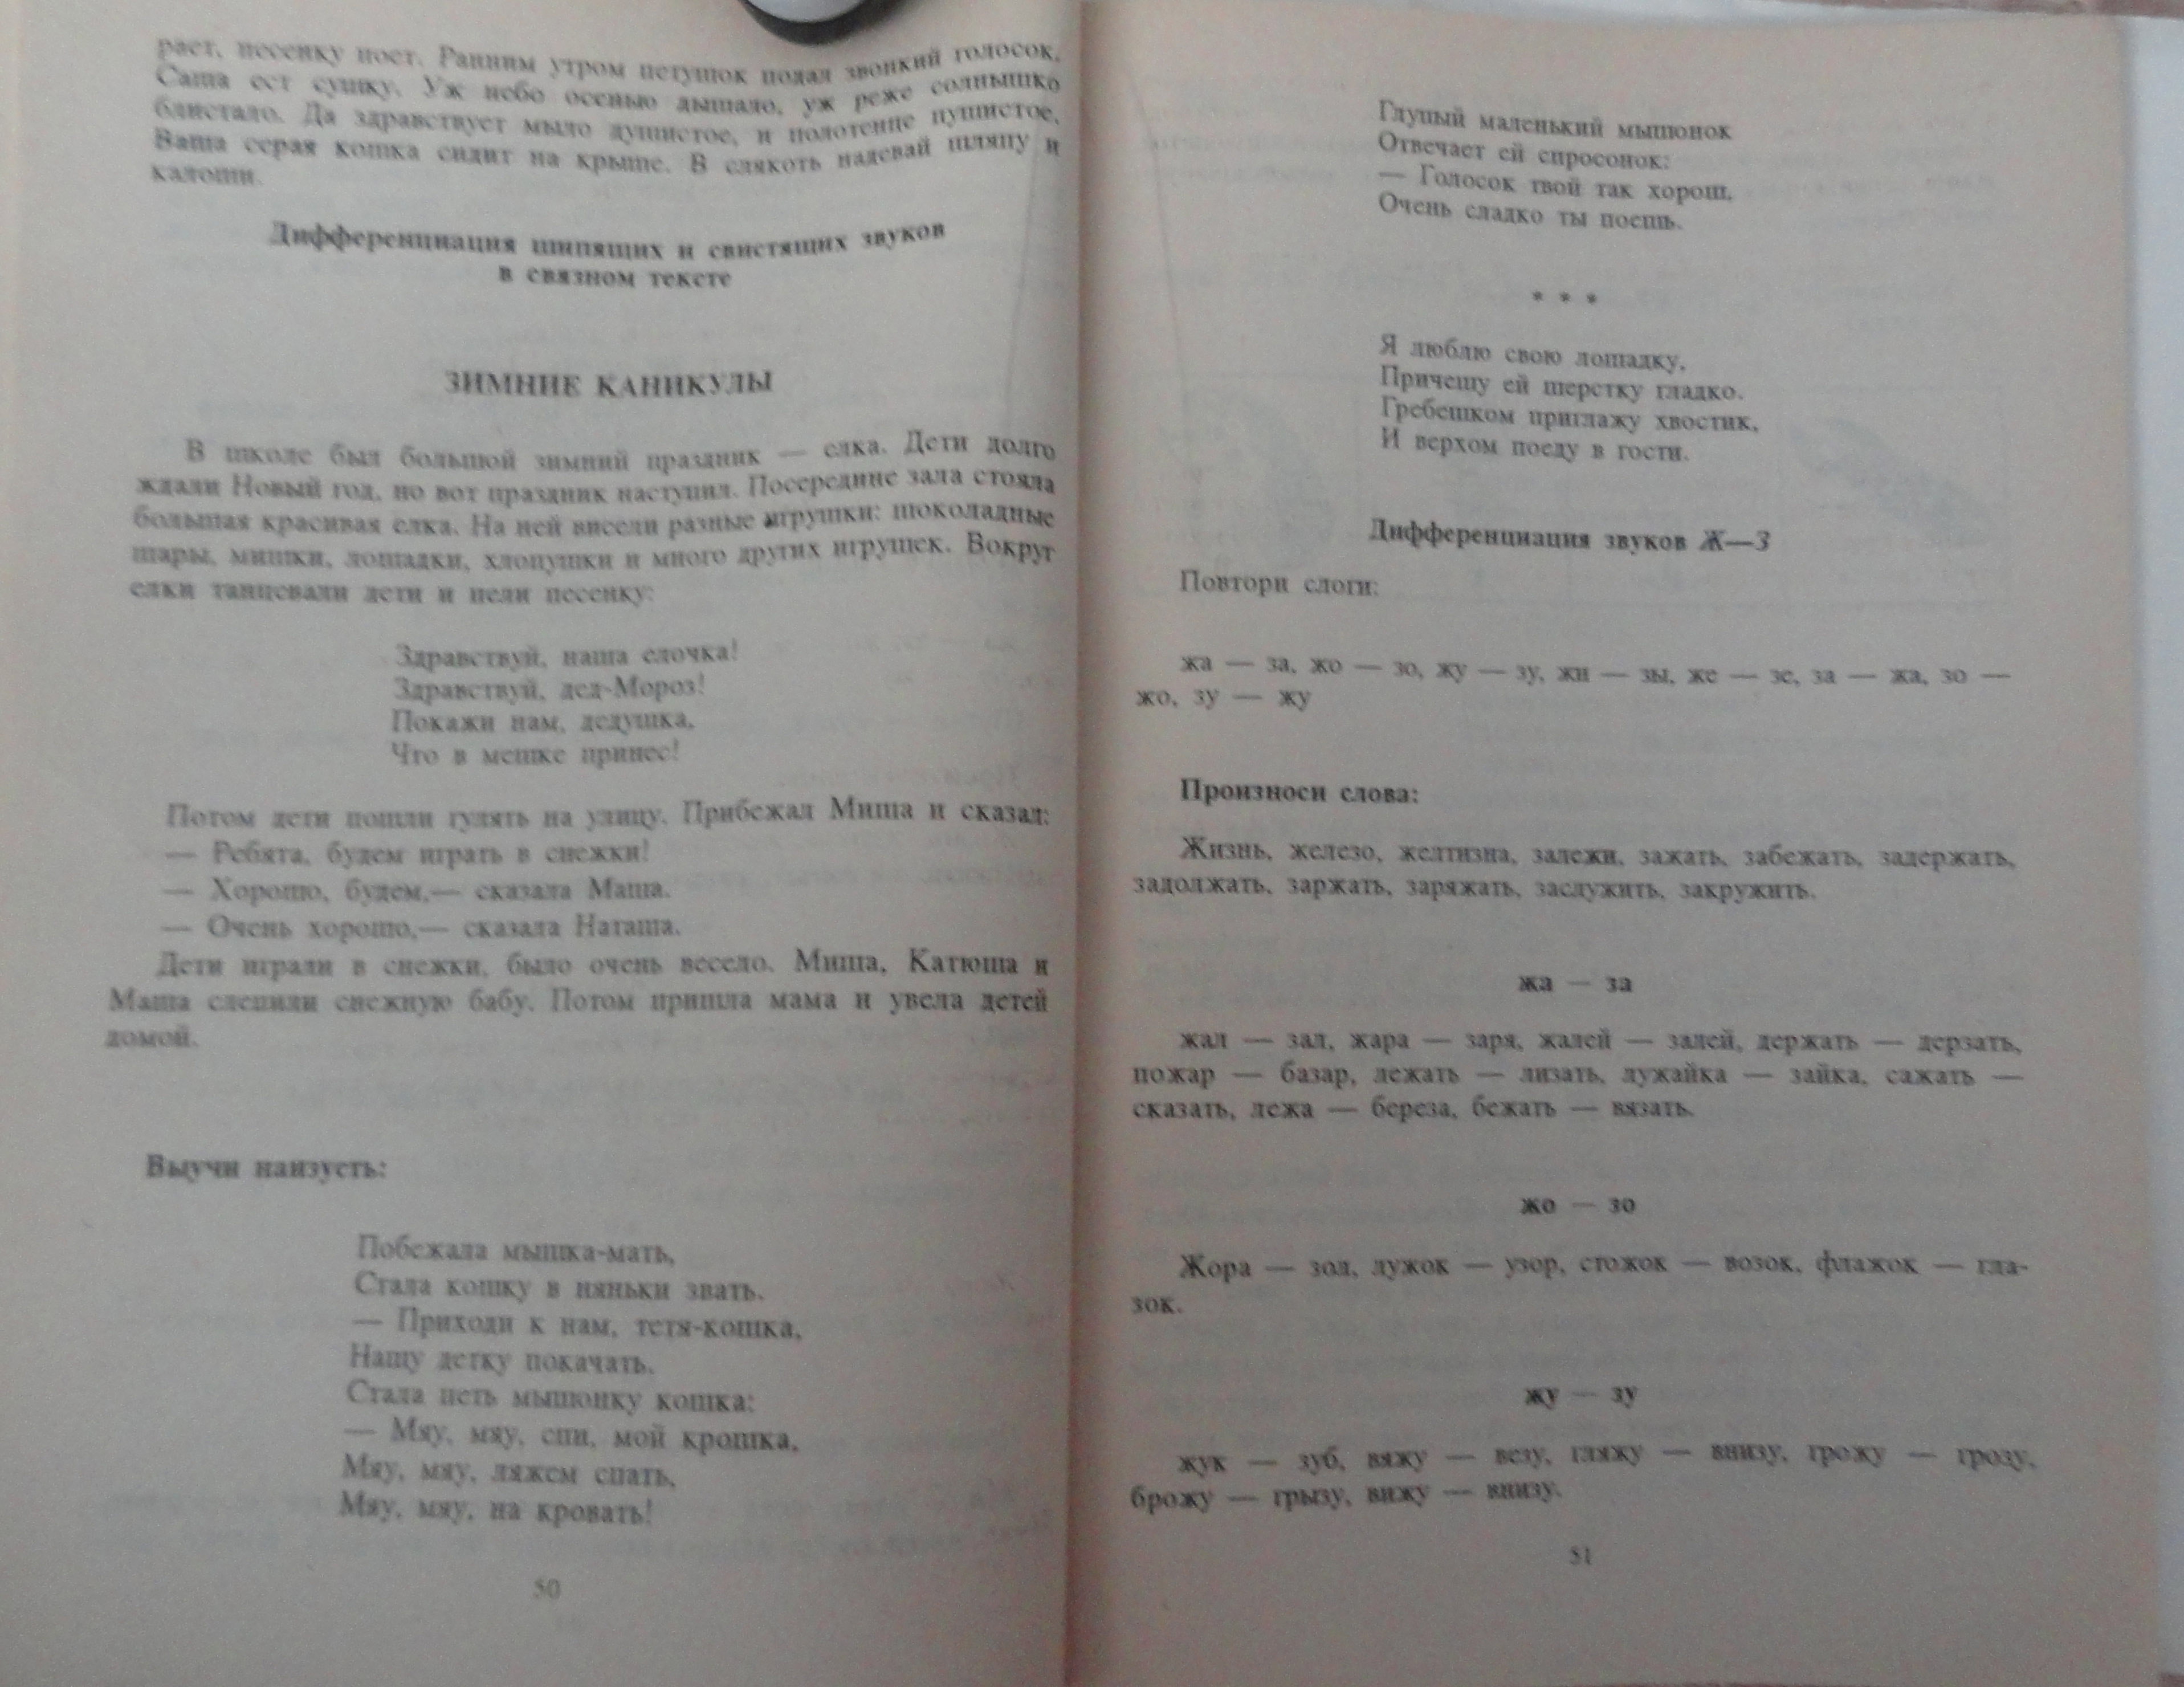 рает, песенку поет. Ранним утром петушок подал звонкий голосок.
Саша ест сушку. Уж небо осенью дышало, уж реже солнышко
блистало. Да здравствует мыло душистое, и полотенце пушистое.
Ваша серая кошка сидит на крыше. В слякоть надевай шляпу и
калоши.
Дифференциация шипящих и свистящих звуков
в связном тексте
ЗИМНИЕ КАНИКУЛЫ
В школе был большой зимний праздник — елка. Дети долго
ждали Новый год, но вот праздник наступил. Посередине зала стояла
большая красивая елка. На ней висели разные игрушки: шоколадные
шары, мишки, лошадки, хлопушки и много других игрушек. Вокруг
елки танцевали дети и пели песенку:
Здравствуй, наша елочка!
Здравствуй, дед-Мороз!
Покажи нам, дедушка,
Что в мешке принес!
Потом дети пошли гулять на улицу. Прибежал Миша и сказал:
— Ребята, будем играть в снежки!
— Хорошо, будем,— сказала Маша.
— Очень хорошо,— сказала Наташа.
Дети играли в снежки, было очень весело. Миша, Катюша и
Маша слепили снежную бабу. Потом пришла мама и увела детей
домой.
Выучи наизусть:
Побежала мышка-мать,
Стала кошку в няньки звать.
— Приходи к нам, тетя-кошка,
Нашу детку покачать.
Стала петь мышонку кошка:
— Мяу, мяу, спи, мой крошка,
Мяу, мяу, ляжем спать,
Мяу, мяу, на кровать!
50
Глупый маленький мышонок
Отвечает ей спросонок:
— Голосок твой так хорош,
Очень сладко ты поешь.
* * *
Я люблю свою лошадку,
Причешу ей шерстку гладко.
Гребешком приглажу хвостик,
И верхом поеду в гости.
Дифференциация звуков Ж—З
Повтори слоги:
жа — за, жо — зо, жу — зу, жи — зы, же — зе, за — жа, зо —
жо, зу — жу
Произноси слова:
Жизнь, железо, желтизна, залежи, зажать, забежать, задержать,
задолжать, заржать, заряжать, заслужить, закружить.
жа — за
жал — зал, жара — заря, жалей — залей, держать — дерзать,
пожар — базар, лежать — лизать, лужайка — зайка, сажать —
сказать, лежа — береза, бежать — вязать.
жо — зо
Жора — зол, лужок — узор, стожок — возок, флажок — гла-
зок.
жу — зу
жук — зуб, вяжу — везу, гляжу — внизу, грожу — грозу,
брожу — грызу, вижу — внизу.
51